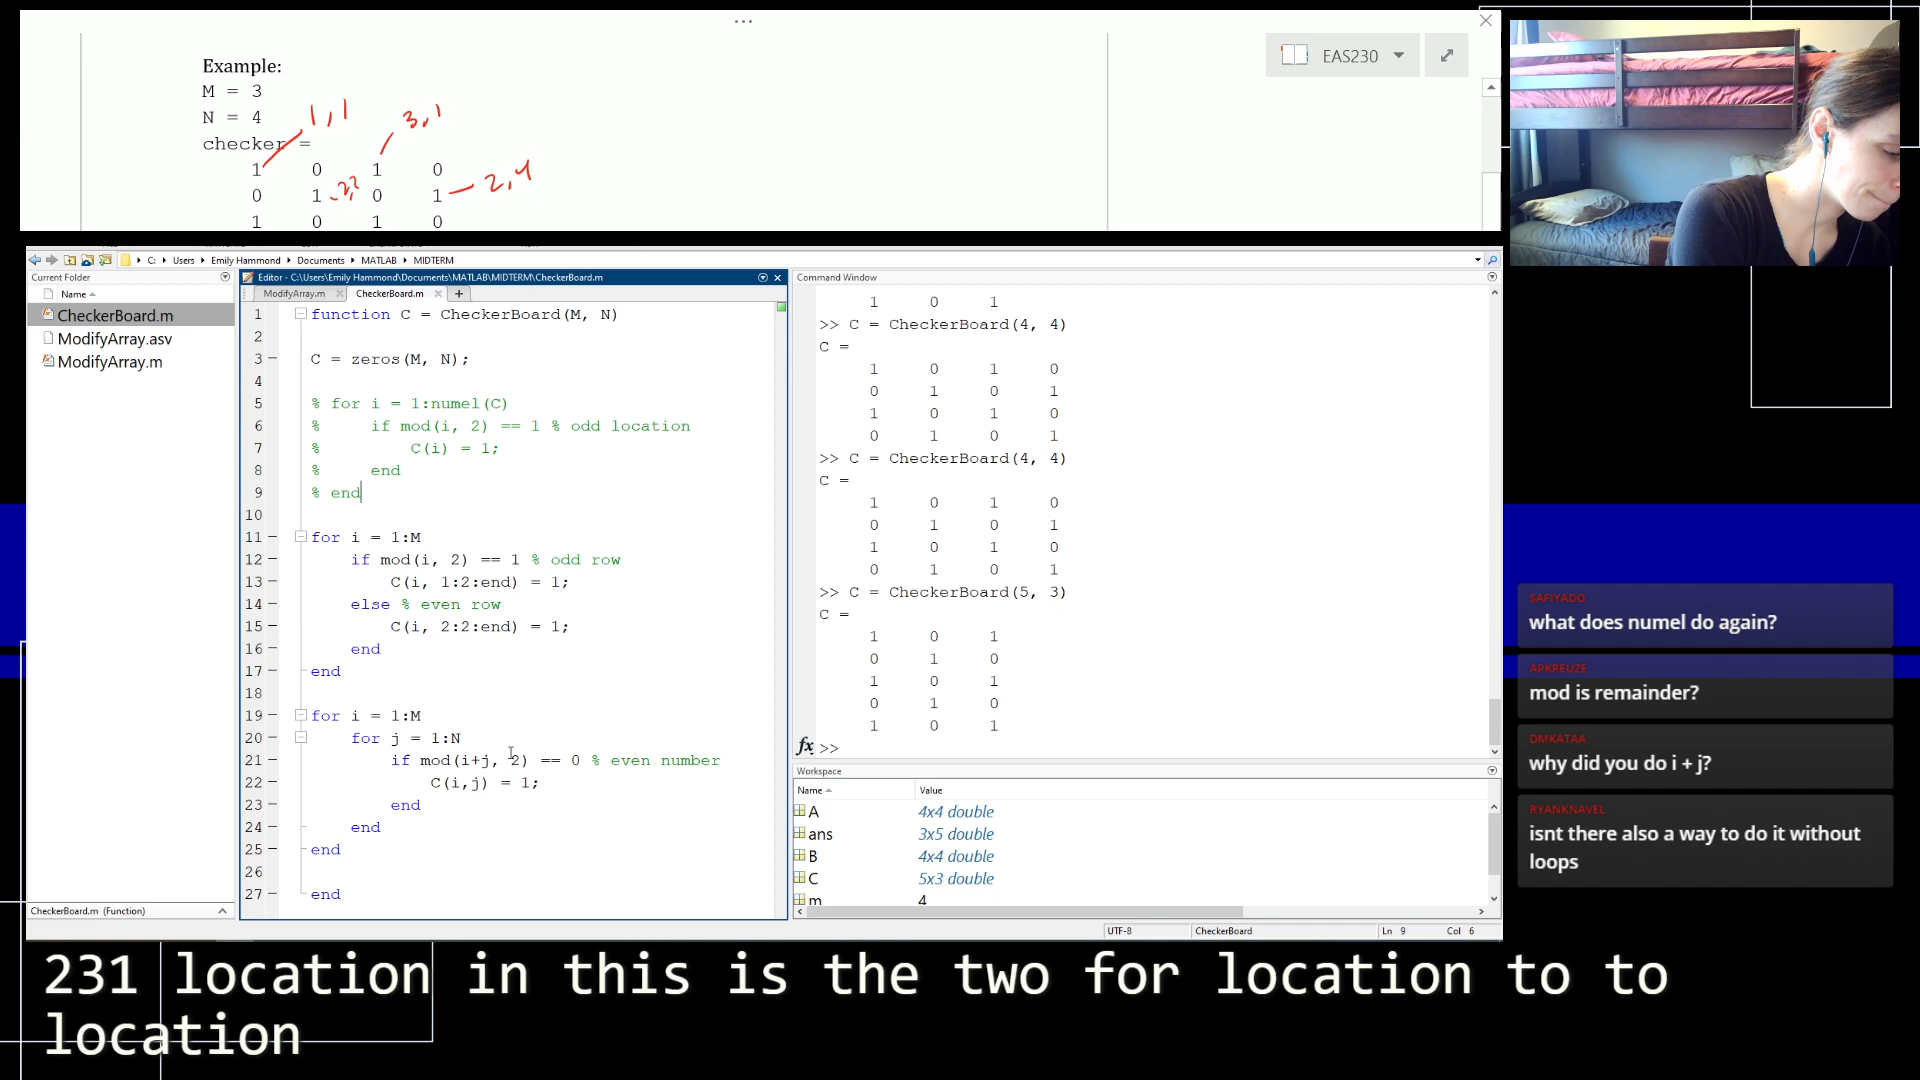 Example:
M = 3
N = 4
checker =
1 0 1 0
0 1 0 1
1 0 1 0
1,1
3,1
2,2
2,4
EAS230
C: Users Emily Hammond Documents MATLAB MIDTERM
Current Folder
Name
CheckerBoard.m
ModifyArray.asv
ModifyArray.m
CheckerBoard.m (Function)
Editor - C:\Users\Emily Hammond\Documents\MATLAB\MIDTERM\CheckerBoard.m
ModifyArray.m CheckerBoard.m
1 function C = CheckerBoard(M, N)
2
3 C = zeros(M, N);
4
5 % for i = 1:numel(C)
6 % if mod(i, 2) == 1 % odd location
7 % C(i) = 1;
8 % end
9 % end
10
11 for i = 1:M
12 if mod(i, 2) == 1 % odd row
13 C(i, 1:2:end) = 1;
14 else % even row
15 C(i, 2:2:end) = 1;
16 end
17 end
18
19 for i = 1:M
20 for j = 1:N
21 if mod(i+j, 2) == 0 % even number
22 C(i,j) = 1;
23 end
24 end
25 end
26
27 end
Command Window
1 0 1
>> C = CheckerBoard(4, 4)
C =
1 0 1 0
0 1 0 1
1 0 1 0
0 1 0 1
>> C = CheckerBoard(4, 4)
C =
1 0 1 0
0 1 0 1
1 0 1 0
0 1 0 1
>> C = CheckerBoard(5, 3)
C =
1 0 1
0 1 0
1 0 1
0 1 0
1 0 1
fx >>
Workspace
Name Value
A 4x4 double
ans 3x5 double
B 4x4 double
C 5x3 double
m 4
UTF-8 CheckerBoard Ln 9 Col 6
SAFIYADO
what does numel do again?
APKREUZE
mod is remainder?
DMKATAA
why did you do i + j?
RYANKNAVEL
isnt there also a way to do it without
loops
231 location in this is the two for location to to
location